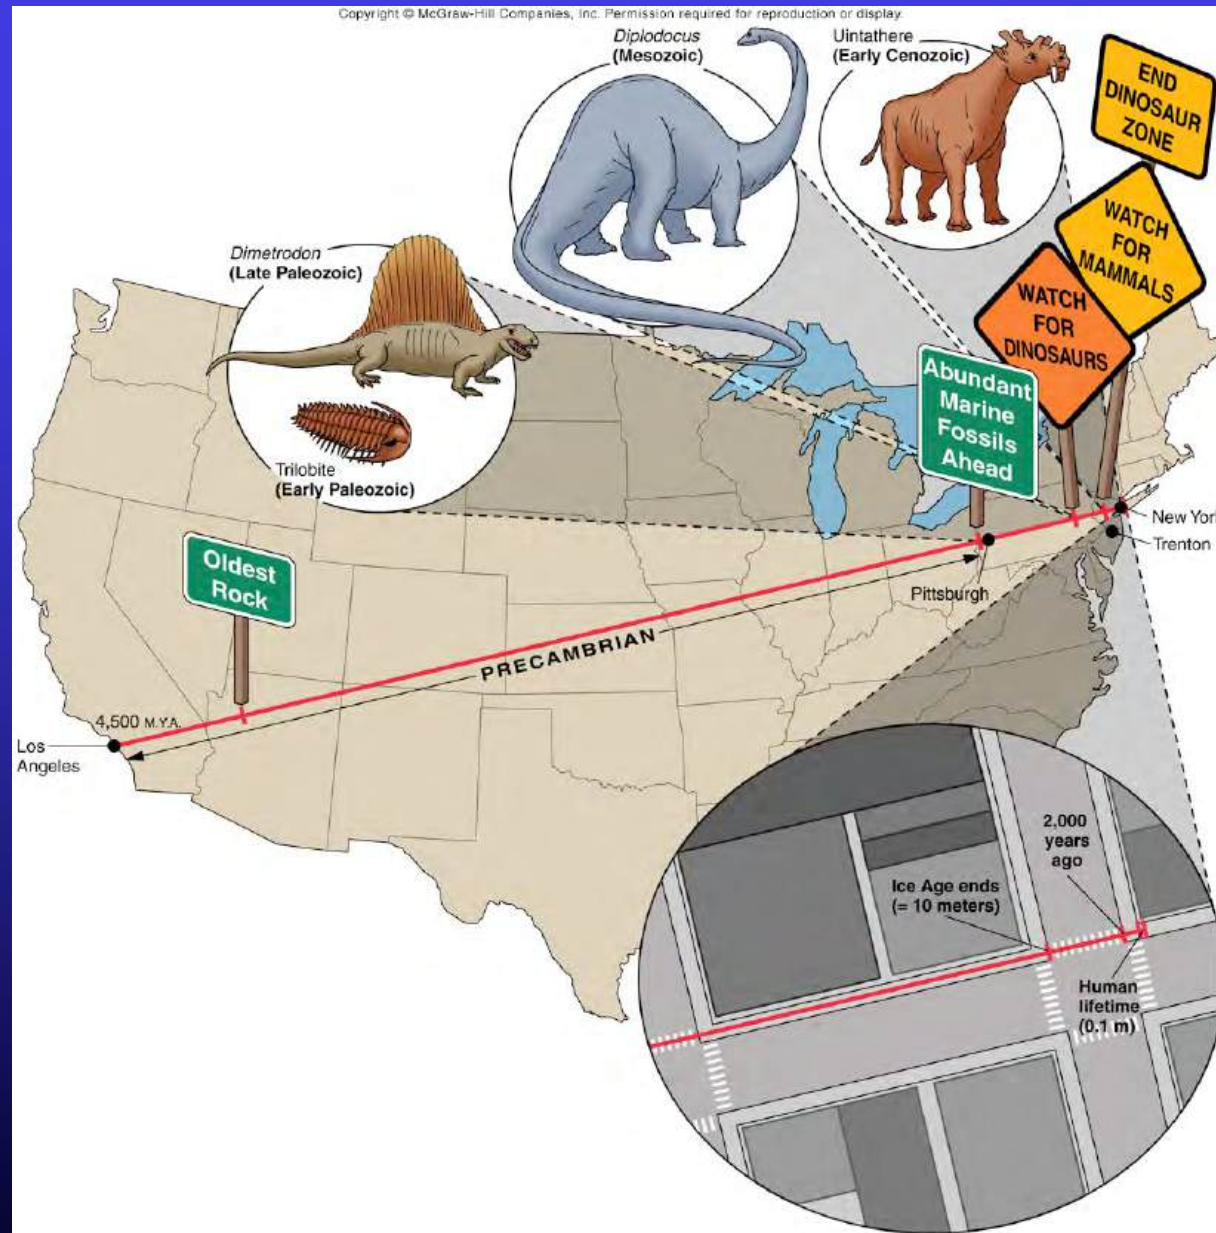 Copyright © McGraw-Hill Companies, Inc. Permission required for reproduction or display.
Diplodocus
(Mesozoic)
Uintathere
(Early Cenozoic)
END
DINOSAUR
ZONE
WATCH
FOR
MAMMALS
WATCH
FOR
DINOSAURS
Dimetrodon
(Late Paleozoic)
Trilobite
(Early Paleozoic)
Abundant
Marine
Fossils
Ahead
New York
Trenton
Pittsburgh
Oldest
Rock
PRECAMBRIAN
4,500 M.Y.A.
Los
Angeles
2,000
years
ago
Ice Age ends
(= 10 meters)
Human
lifetime
(0.1 m)